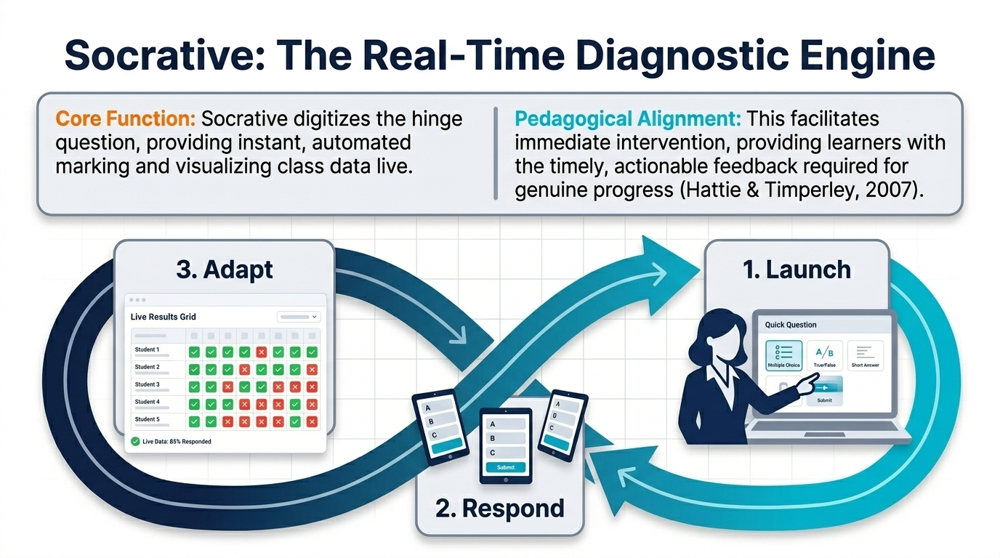 Socrative: The Real-Time Diagnostic Engine
Core Function: Socrative digitizes the hinge
question, providing instant, automated
marking and visualizing class data live.
Pedagogical Alignment: This facilitates
immediate intervention, providing learners with
the timely, actionable feedback required for
genuine progress (Hattie & Timperley, 2007).
3. Adapt
Live Results Grid
Student 1
Student 2
Student 3
Student 4
Student 5
Live Data: 85% Responded
1. Launch
Quick Question
A/B
Multiple Choice
True/False
Short Answer
Submit
A
B
C
A
B
C
Submit
A
0
C
2. Respond